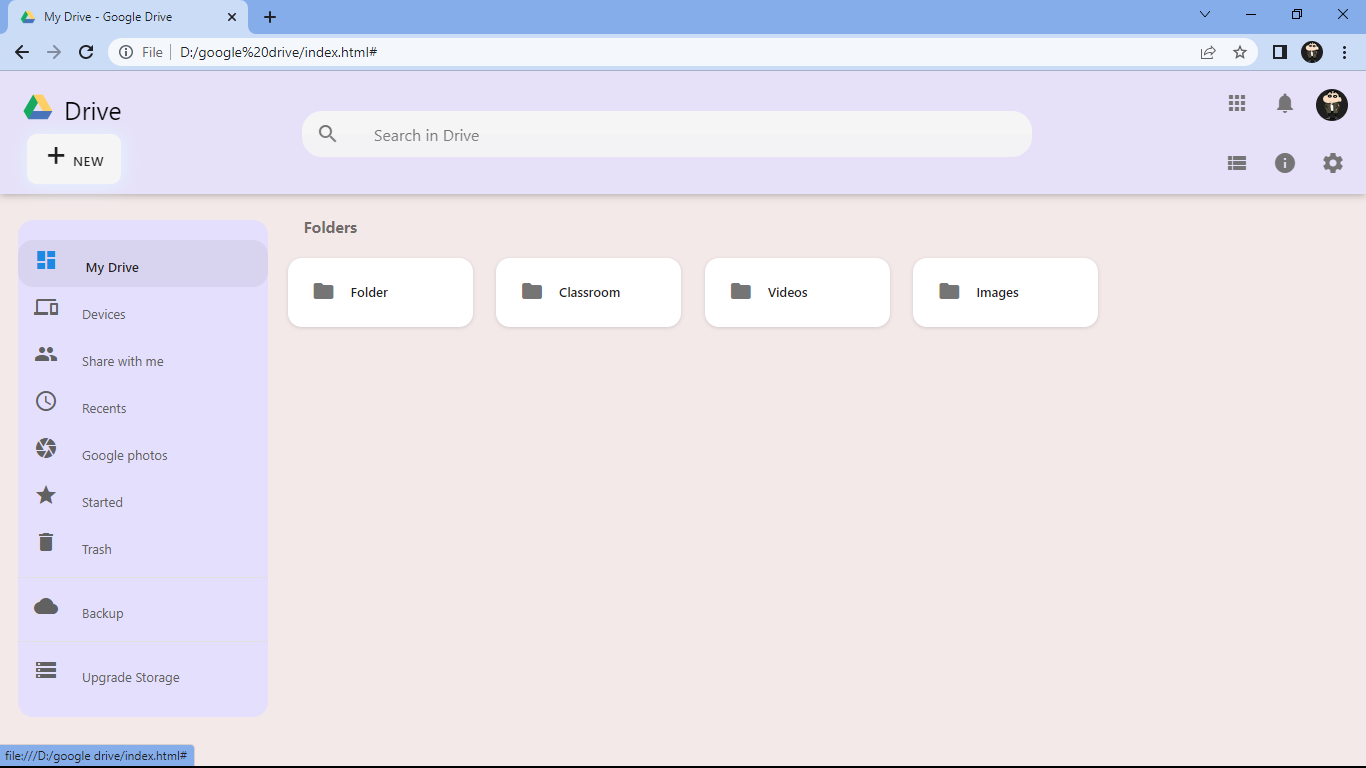 My Drive - Google Drive
File D:/google%20drive/index.html#
Drive
NEW
Search in Drive
Folders
My Drive
Folder Classroom Videos Images
Devices
Share with me
Recents
Google photos
Started
Trash
Backup
Upgrade Storage
file:///D:/google drive/index.html#